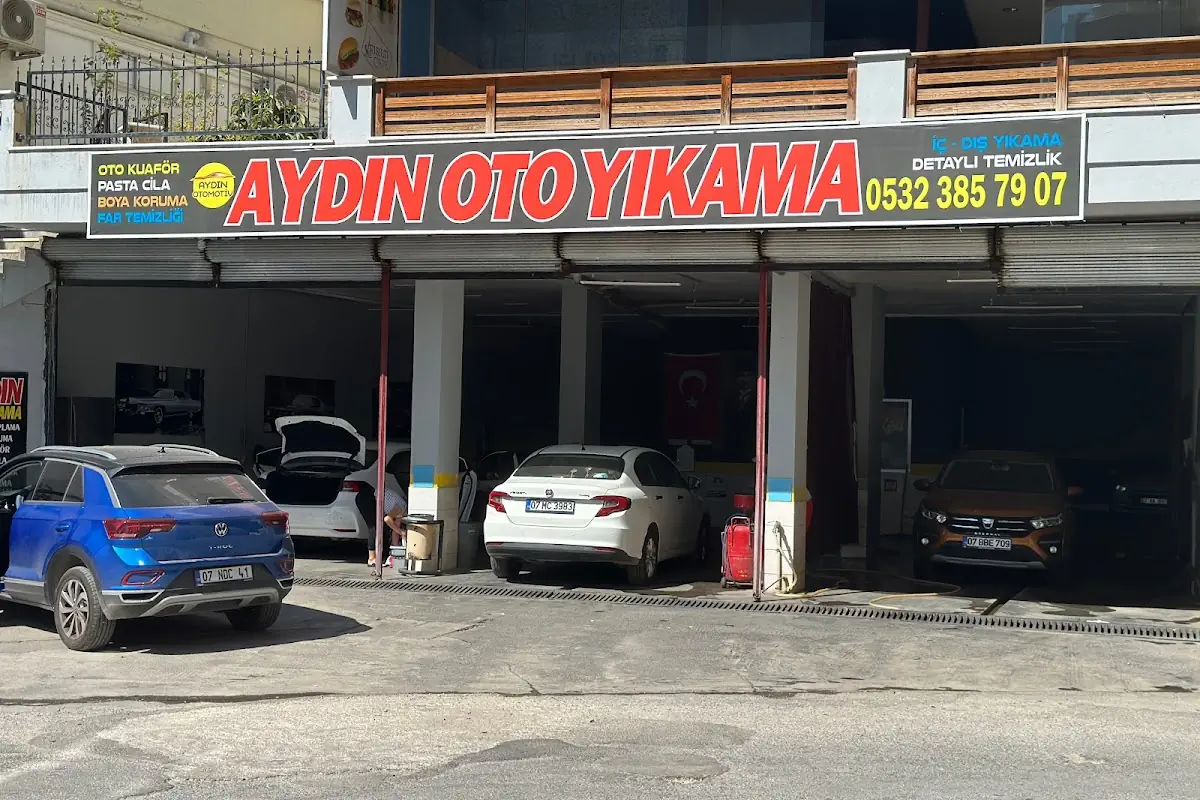 OTO KUAFÖR
PASTA CİLA
BOYA KORUMA
FAR TEMİZLİĞİ
AYDIN
OTOMOTİV
AYDIN OTO YIKAMA
İÇ - DIŞ YIKAMA
DETAYLI TEMİZLİK
0532 385 79 07
07 NDC 41
T-ROC
07 MC 3983
07 BBE 709